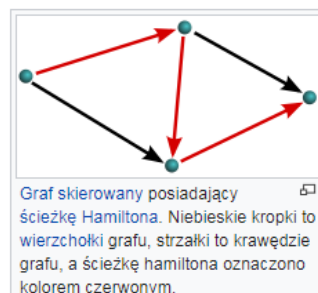 Graf skierowany posiadający
ścieżkę Hamiltona. Niebieskie kropki to
wierzchołki grafu, strzałki to krawędzie
grafu, a ścieżkę hamiltona oznaczono
kolorem czerwonym.